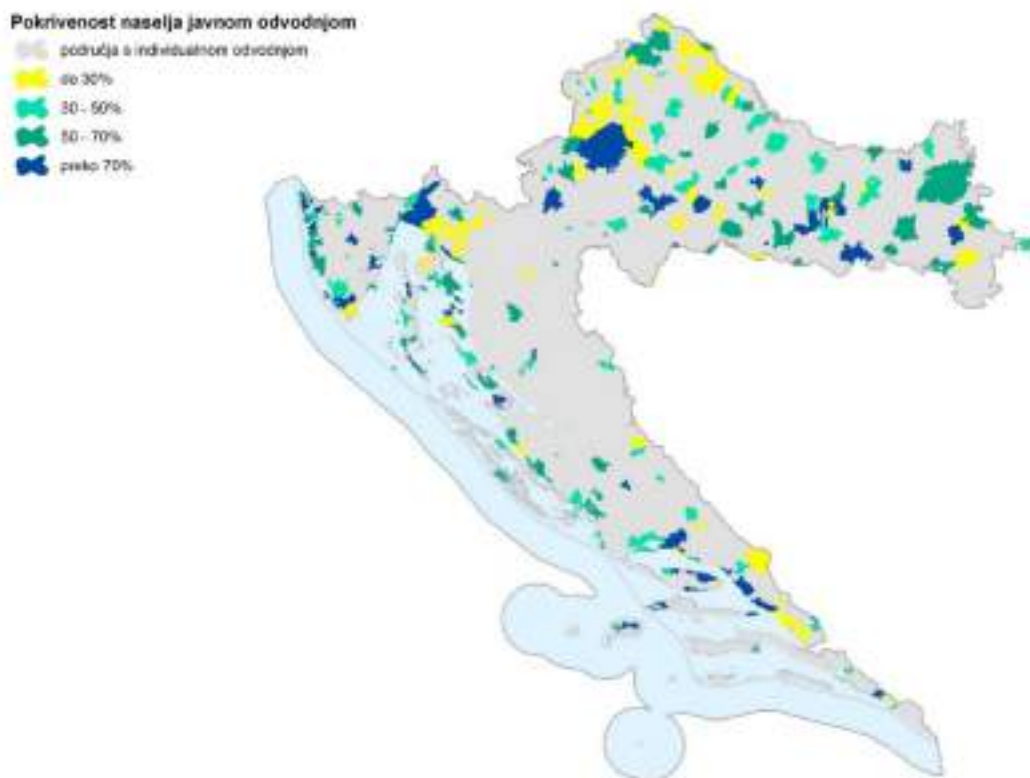 Pokrivenost naselja javnom odvodnjom
područja s individualnom odvodnjom
do 30%
30 - 50%
50 - 70%
preko 70%